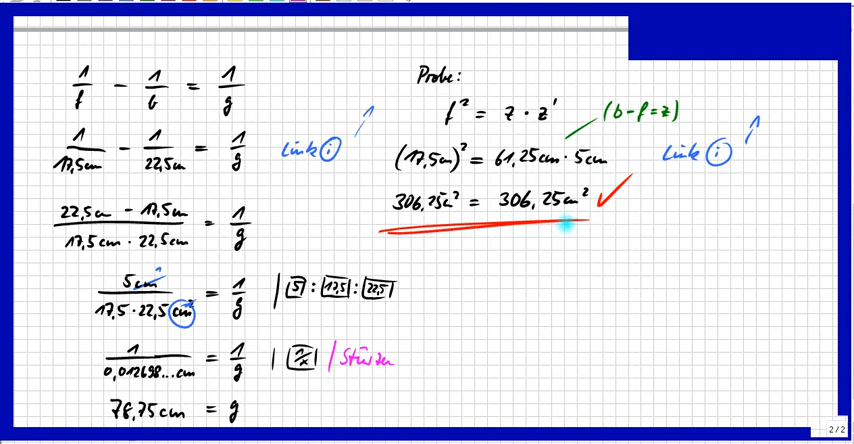 1/f - 1/b = 1/g
1/17,5cm - 1/22,5cm = 1/g
Link i
22,5cm - 17,5cm / 17,5cm · 22,5cm = 1/g
5cm / 17,5 · 22,5 cm² = 1/g | 5 : 17,5 : 22,5
1 / 0,012698...cm = 1/g | 1/x | Stürzen
78,75cm = g
Probe:
f² = z · z'
(b-f=z)
(17,5cm)² = 61,25cm · 5cm
Link i
306,25cm² = 306,25cm² ✓
2/2